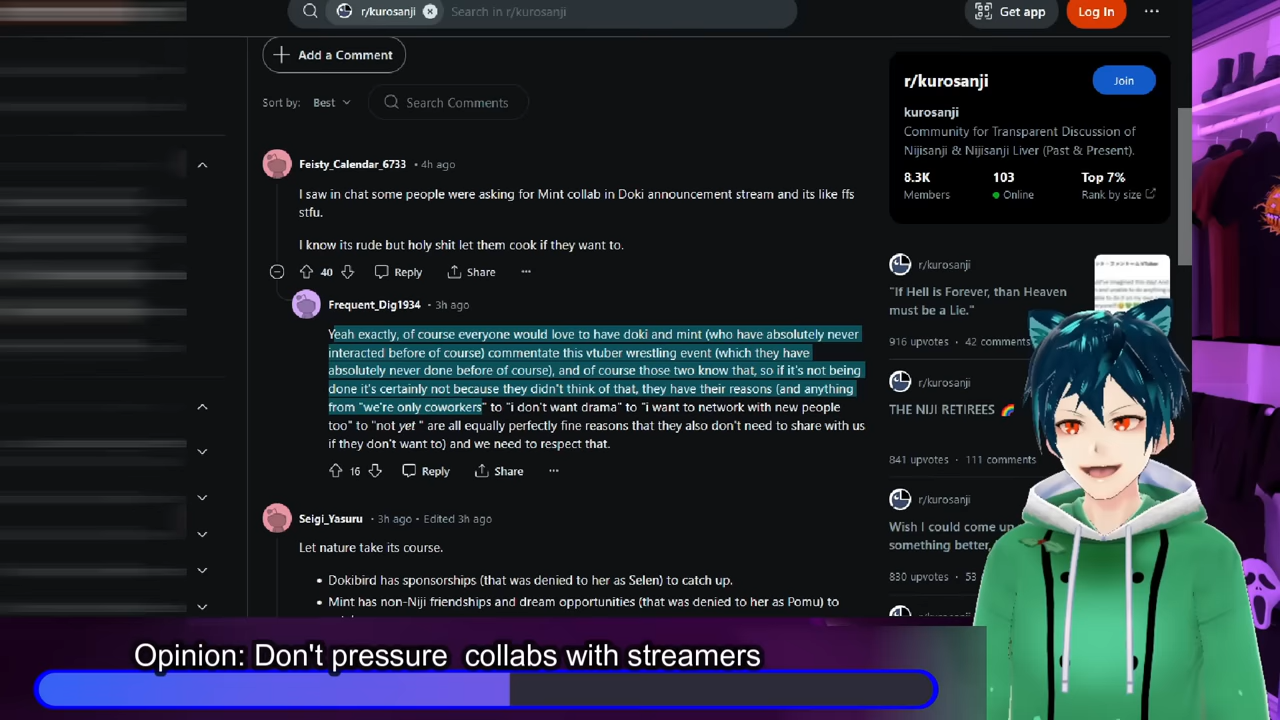 r/kurosanji
Search in r/kurosanji
Get app
Log In
Add a Comment
Sort by: Best
Search Comments
Feisty_Calendar_6733 • 4h ago
I saw in chat some people were asking for Mint collab in Doki announcement stream and its like ffs
stfu.
I know its rude but holy shit let them cook if they want to.
40 Reply Share
Frequent_Dig1934 • 3h ago
Yeah exactly, of course everyone would love to have doki and mint (who have absolutely never
interacted before of course) commentate this vtuber wrestling event (which they have
absolutely never done before of course), and of course those two know that, so if it's not being
done it's certainly not because they didn't think of that, they have their reasons (and anything
from "we're only coworkers" to "i don't want drama" to "i want to network with new people
too" to "not yet " are all equally perfectly fine reasons that they also don't need to share with us
if they don't want to) and we need to respect that.
16 Reply Share
Seigi_Yasuru • 3h ago • Edited 3h ago
Let nature take its course.
• Dokibird has sponsorships (that was denied to her as Selen) to catch up.
• Mint has non-Niji friendships and dream opportunities (that was denied to her as Pomu) to
r/kurosanji
Join
kurosanji
Community for Transparent Discussion of
Nijisanji & Nijisanji Liver (Past & Present).
8.3K 103 Top 7%
Members Online Rank by size
r/kurosanji
"If Hell is Forever, than Heaven
must be a Lie."
916 upvotes • 42 comments
r/kurosanji
THE NIJI RETIREES 🌈
841 upvotes • 111 comments
r/kurosanji
Wish I could come up
something better,
830 upvotes • 53
Opinion: Don't pressure collabs with streamers